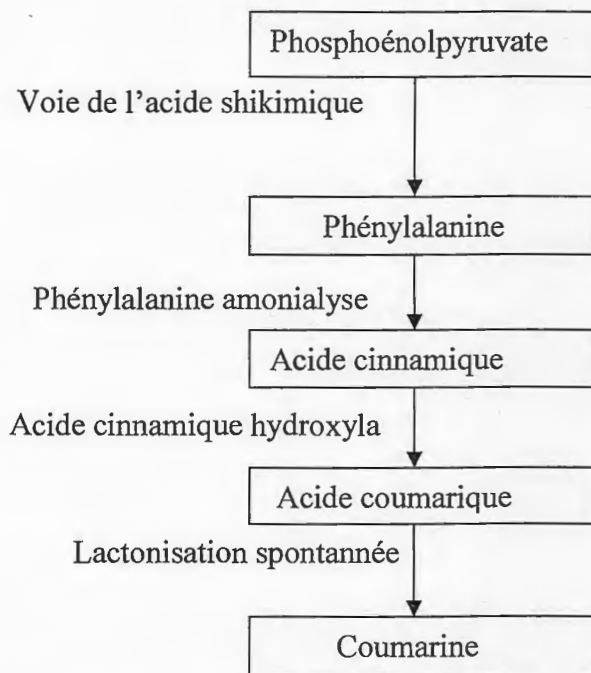 Phosphoénolpyruvate
Voie de l'acide shikimique
Phénylalanine
Phénylalanine amonialyse
Acide cinnamique
Acide cinnamique hydroxyla
Acide coumarique
Lactonisation spontannée
Coumarine